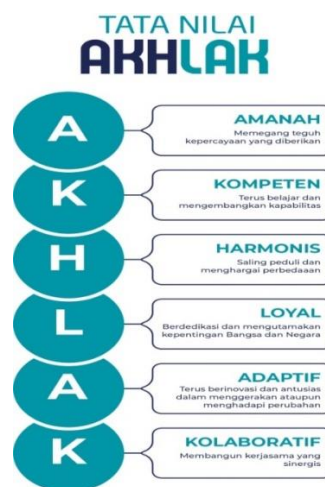 TATA NILAI
AKHLAK
A
AMANAH
Memegang teguh
kepercayaan yang diberikan
K
KOMPETEN
Terus belajar dan
mengembangkan kapabilitas
H
HARMONIS
Saling peduli dan
menghargai perbedaaan
L
LOYAL
Berdedikasi dan mengutamakan
kepentingan Bangsa dan Negara
A
ADAPTIF
Terus berinovasi dan antusias
dalam menggerakan ataupun
menghadapi perubahan
K
KOLABORATIF
Membangun kerjasama yang
sinergis